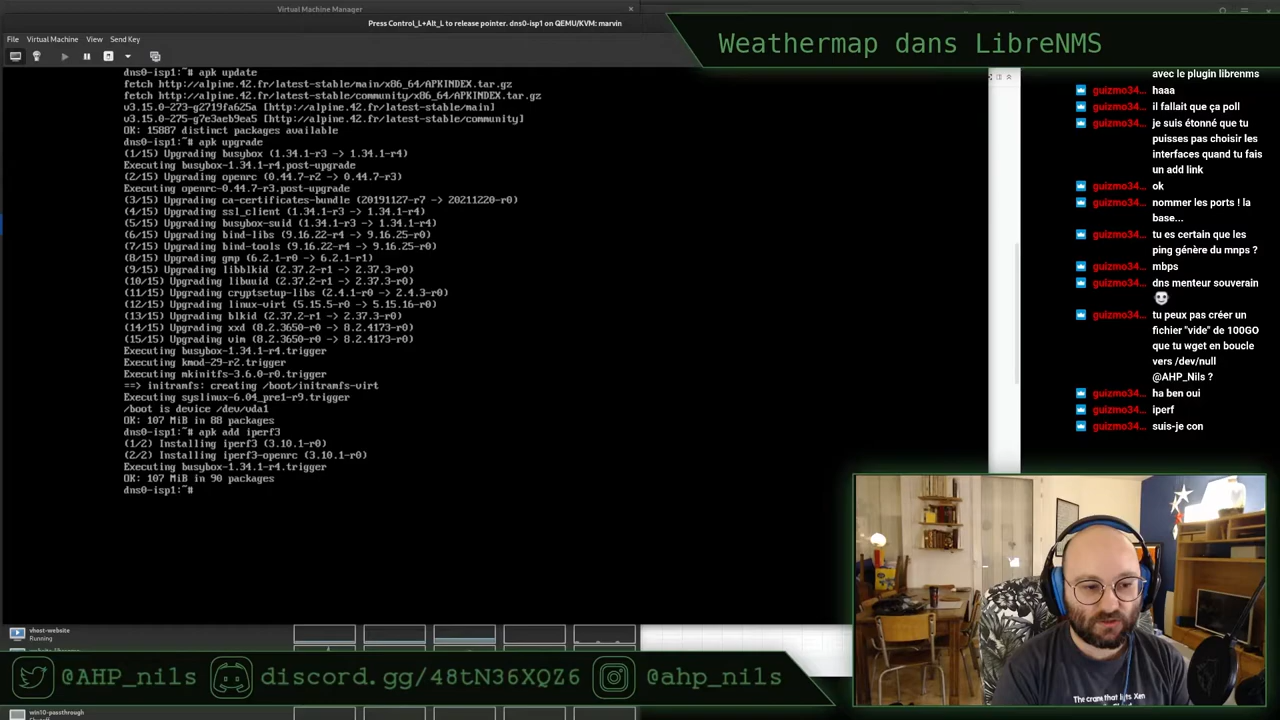 Virtual Machine Manager
Press Control_L+Alt_L to release pointer. dns0-isp1 on QEMU/KVM: marvin
File Virtual Machine View Send Key
Weathermap dans LibreNMS
dns0-isp1:~# apk update
fetch http://alpine.42.fr/latest-stable/main/x86_64/APKINDEX.tar.gz
fetch http://alpine.42.fr/latest-stable/community/x86_64/APKINDEX.tar.gz
v3.15.0-273-g2719fa625a [http://alpine.42.fr/latest-stable/main]
v3.15.0-275-g7e3aeb9ea5 [http://alpine.42.fr/latest-stable/community]
OK: 15887 distinct packages available
dns0-isp1:~# apk upgrade
(1/15) Upgrading busybox (1.34.1-r3 -> 1.34.1-r4)
Executing busybox-1.34.1-r4.post-upgrade
(2/15) Upgrading openrc (0.44.7-r2 -> 0.44.7-r3)
Executing openrc-0.44.7-r3.post-upgrade
(3/15) Upgrading ca-certificates-bundle (20191127-r7 -> 20211220-r0)
(4/15) Upgrading ssl_client (1.34.1-r3 -> 1.34.1-r4)
(5/15) Upgrading busybox-suid (1.34.1-r3 -> 1.34.1-r4)
(6/15) Upgrading bind-libs (9.16.22-r4 -> 9.16.25-r0)
(7/15) Upgrading bind-tools (9.16.22-r4 -> 9.16.25-r0)
(8/15) Upgrading gmp (6.2.1-r0 -> 6.2.1-r1)
(9/15) Upgrading libblkid (2.37.2-r1 -> 2.37.3-r0)
(10/15) Upgrading libuuid (2.37.2-r1 -> 2.37.3-r0)
(11/15) Upgrading cryptsetup-libs (2.4.1-r0 -> 2.4.3-r0)
(12/15) Upgrading linux-virt (5.15.5-r0 -> 5.15.16-r0)
(13/15) Upgrading blkid (2.37.2-r1 -> 2.37.3-r0)
(14/15) Upgrading xxd (8.2.3650-r0 -> 8.2.4173-r0)
(15/15) Upgrading vim (8.2.3650-r0 -> 8.2.4173-r0)
Executing busybox-1.34.1-r4.trigger
Executing kmod-29-r2.trigger
Executing mkinitfs-3.6.0-r0.trigger
==> initramfs: creating /boot/initramfs-virt
Executing syslinux-6.04_pre1-r9.trigger
/boot is device /dev/vda1
OK: 107 MiB in 88 packages
dns0-isp1:~# apk add iperf3
(1/2) Installing iperf3 (3.10.1-r0)
(2/2) Installing iperf3-openrc (3.10.1-r0)
Executing busybox-1.34.1-r4.trigger
OK: 107 MiB in 90 packages
dns0-isp1:~#
avec le plugin librenms
guizmo34... haaa
guizmo34... il fallait que ça poll
guizmo34... je suis étonné que tu
puisses pas choisir les
interfaces quand tu fais
un add link
guizmo34... ok
guizmo34... nommer les ports ! la
base...
guizmo34... tu es certain que les
ping génère du mnps ?
guizmo34... mbps
guizmo34... dns menteur souverain
guizmo34... tu peux pas créer un
fichier "vide" de 100GO
que tu wget en boucle
vers /dev/null
@AHP_Nils ?
guizmo34... ha ben oui
guizmo34... iperf
guizmo34... suis-je con
vhost-website
Running
@AHP_nils discord.gg/48tN36XQZ6 @ahp_nils
win10-passthrough
The crane that lifts Xen